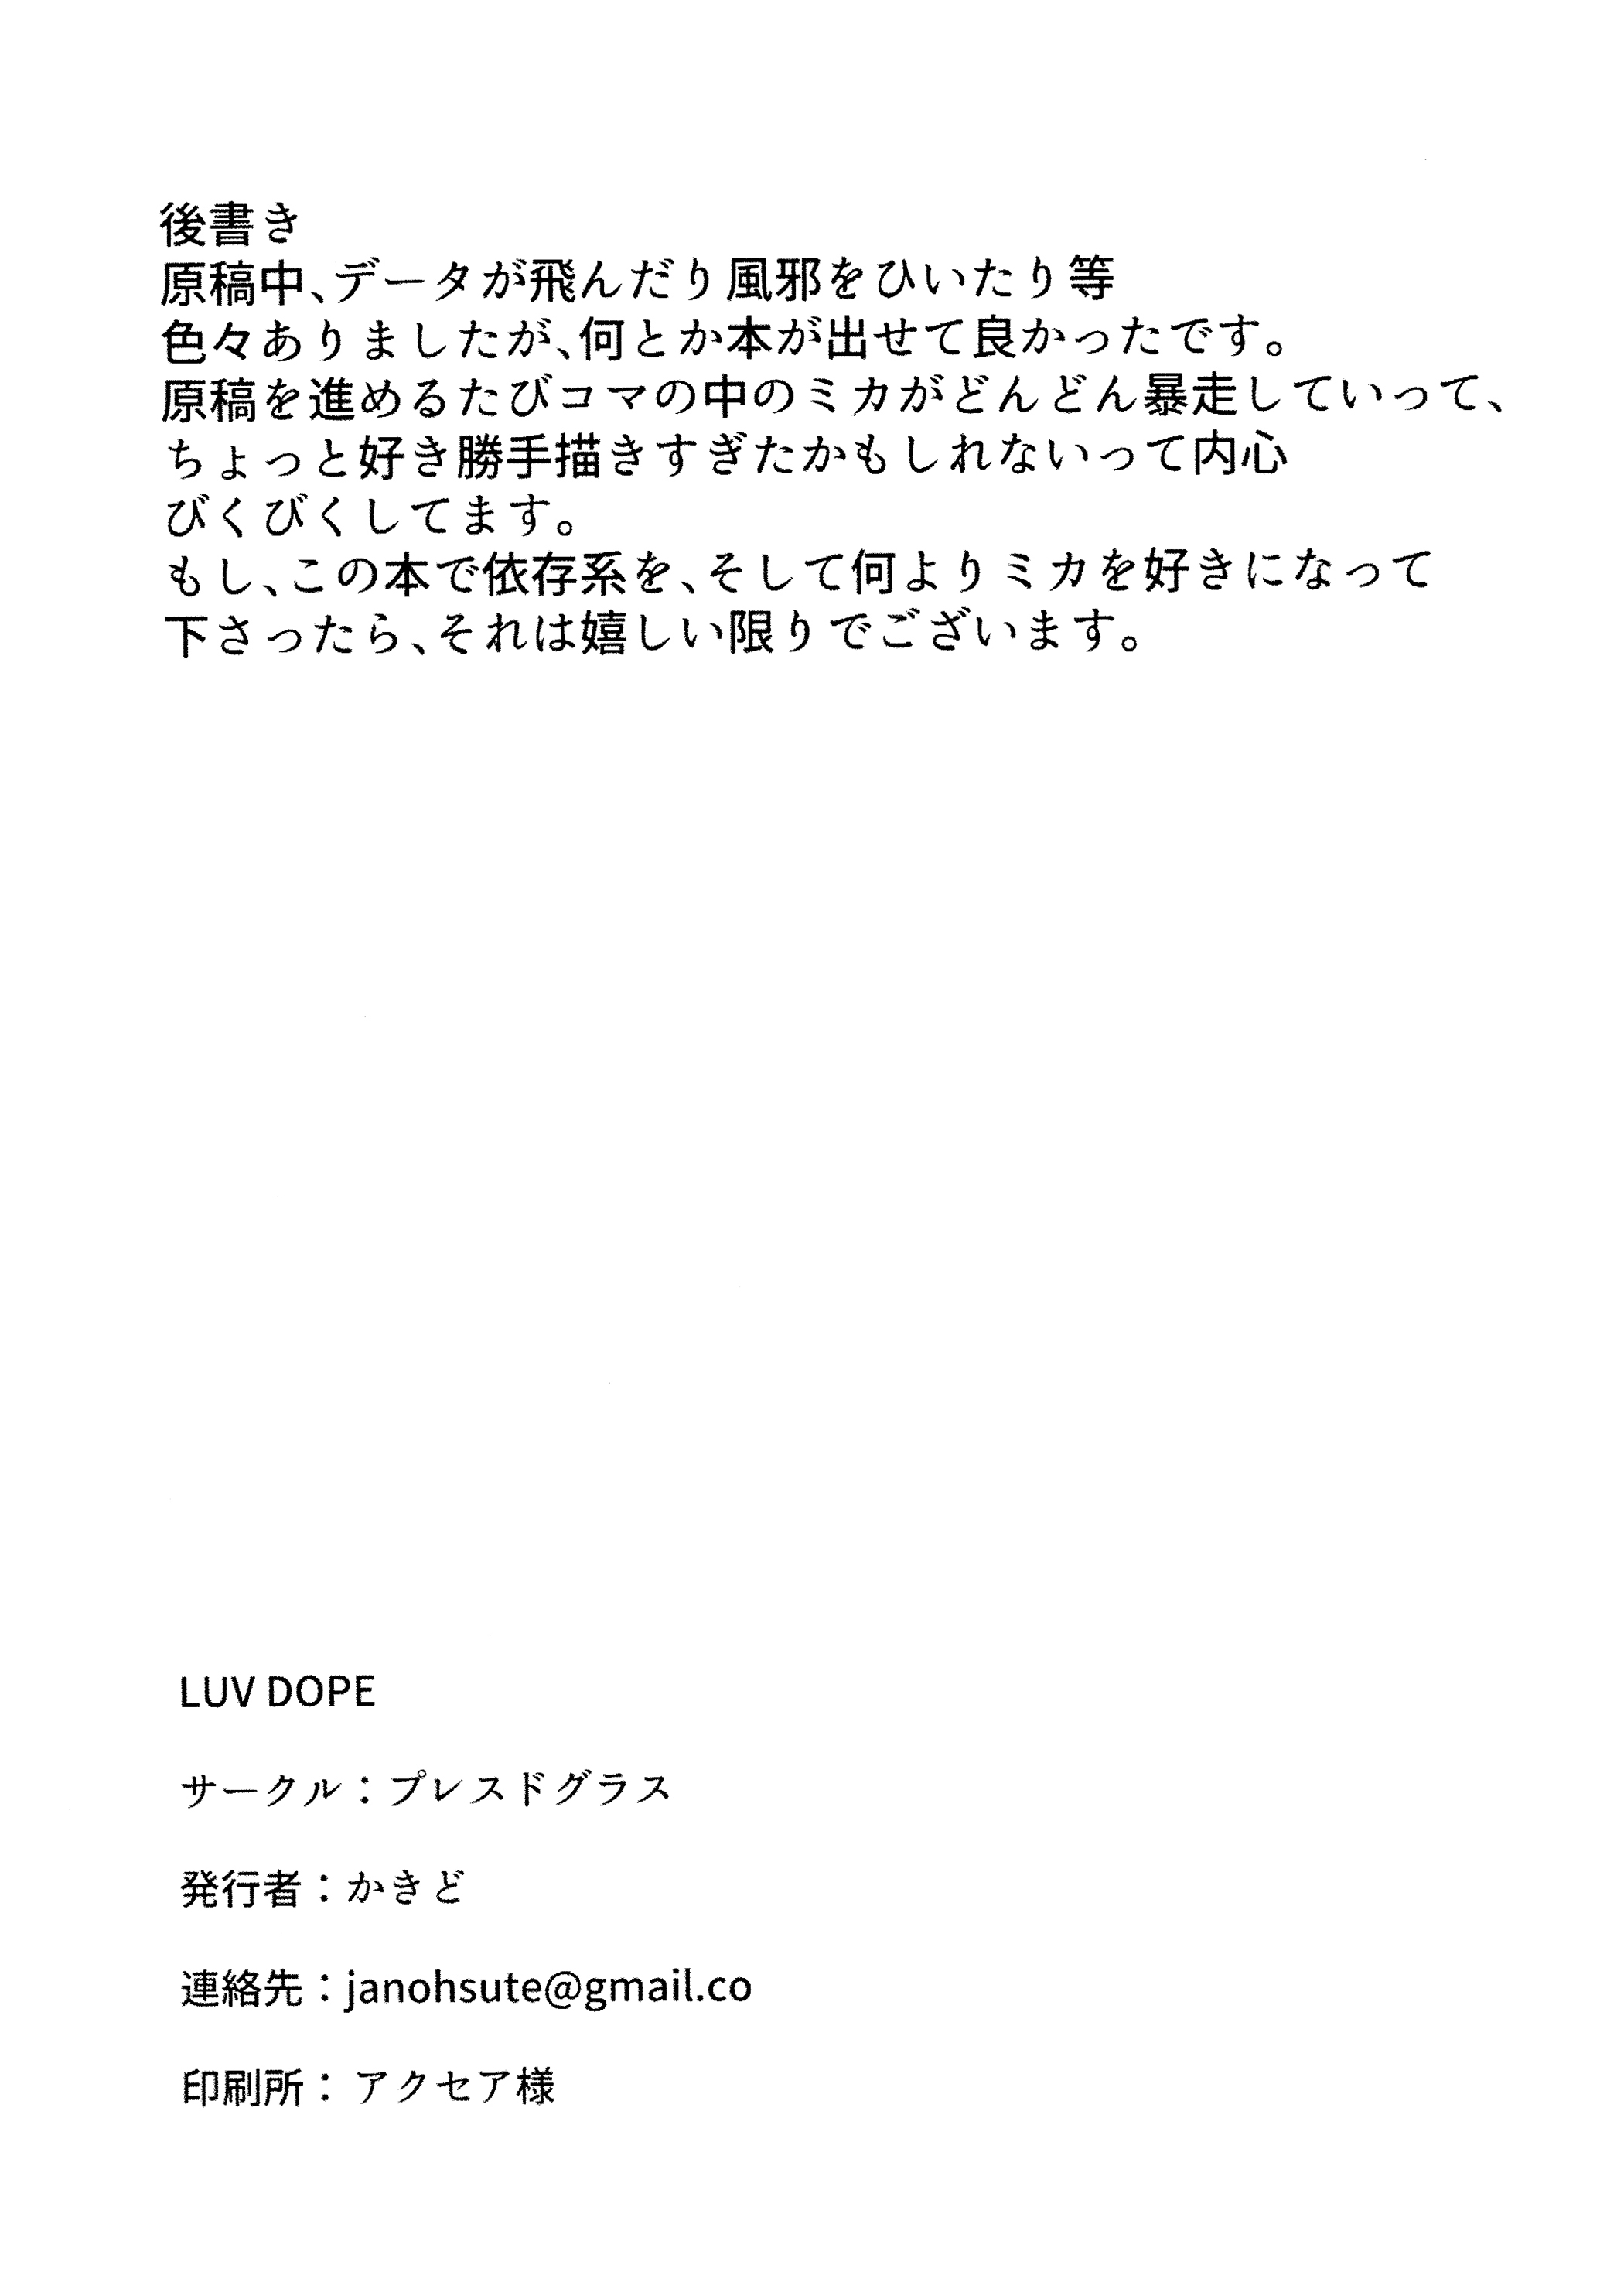 後書き
原稿中、データが飛んだり風邪をひいたり等
色々ありましたが、何とか本が出せて良かったです。
原稿を進めるたびコマの中のミカがどんどん暴走していって、
ちょっと好き勝手描きすぎたかもしれないって内心
びくびくしてます。
もし、この本で依存系を、そして何よりミカを好きになって
下さったら、それは嬉しい限りでございます。
LUV DOPE
サークル：プレスドグラス
発行者：かきど
連絡先：janohsute@gmail.co
印刷所：アクセア様